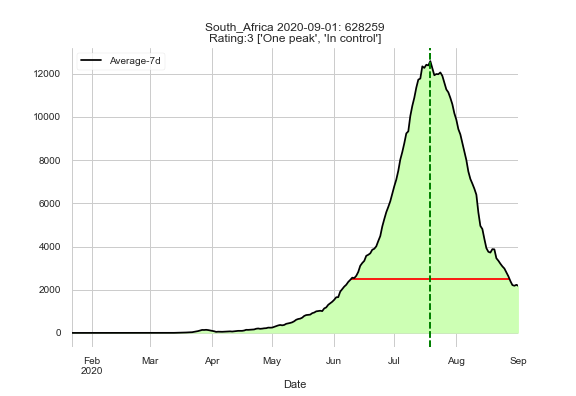 South_Africa 2020-09-01: 628259
Rating:3 ['One peak', 'In control']
Average-7d
12000
10000
8000
6000
4000
2000
0
Feb Mar Apr May Jun Jul Aug Sep
2020
Date